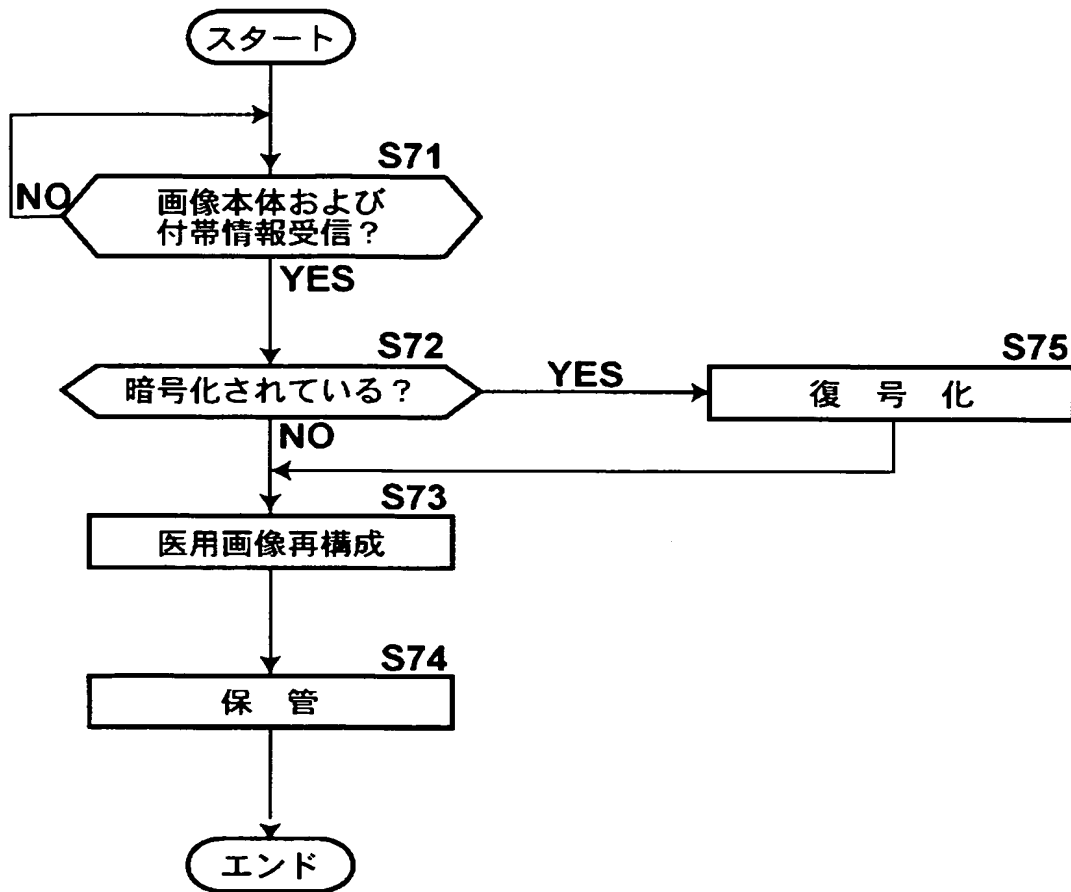 スタート
S71
NO
画像本体および
付帯情報受信？
YES
S72
暗号化されている？
YES
S75
復 号 化
NO
S73
医用画像再構成
S74
保 管
エンド